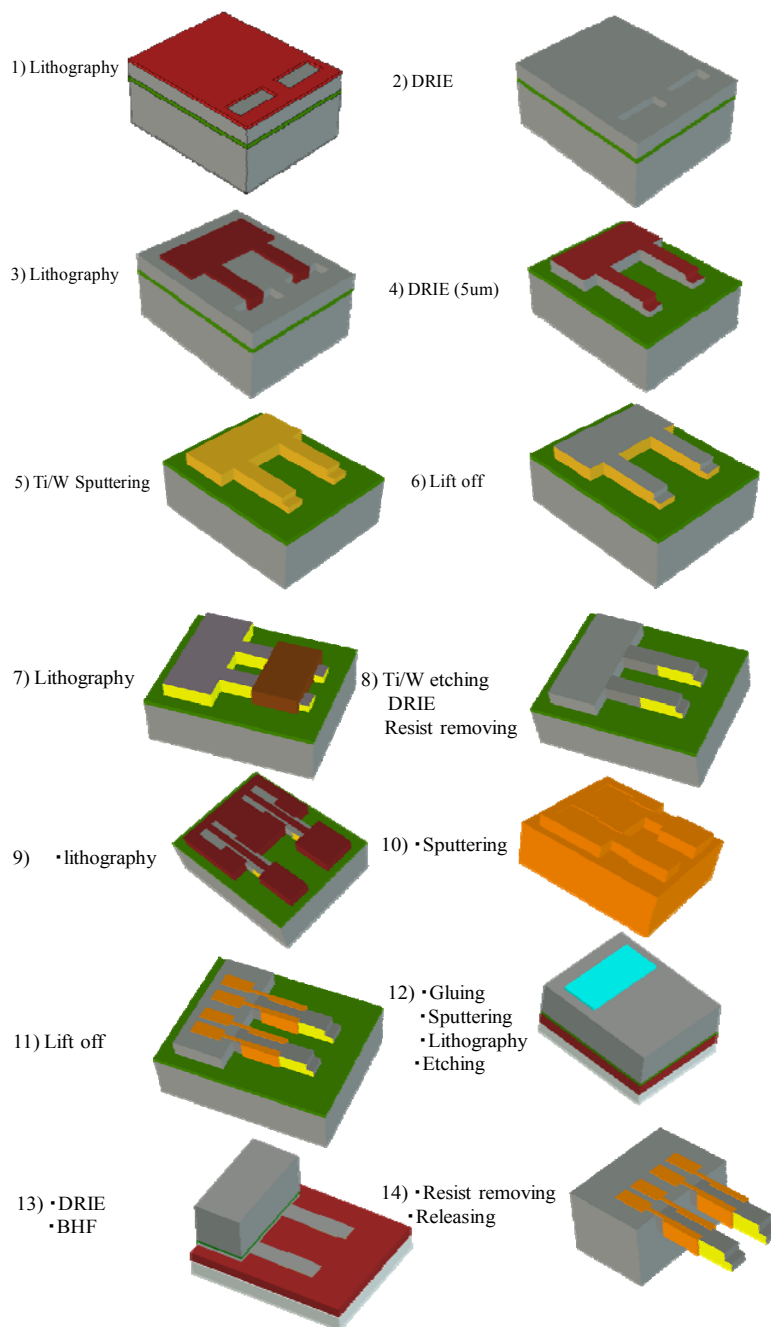 1) Lithography
2) DRIE
3) Lithography
4) DRIE (5um)
5) Ti/W Sputtering
6) Lift off
7) Lithography
8) Ti/W etching
DRIE
Resist removing
9) ・lithography
10) ・Sputtering
11) Lift off
12) ・Gluing
・Sputtering
・Lithography
・Etching
13) ・DRIE
・BHF
14) ・Resist removing
・Releasing